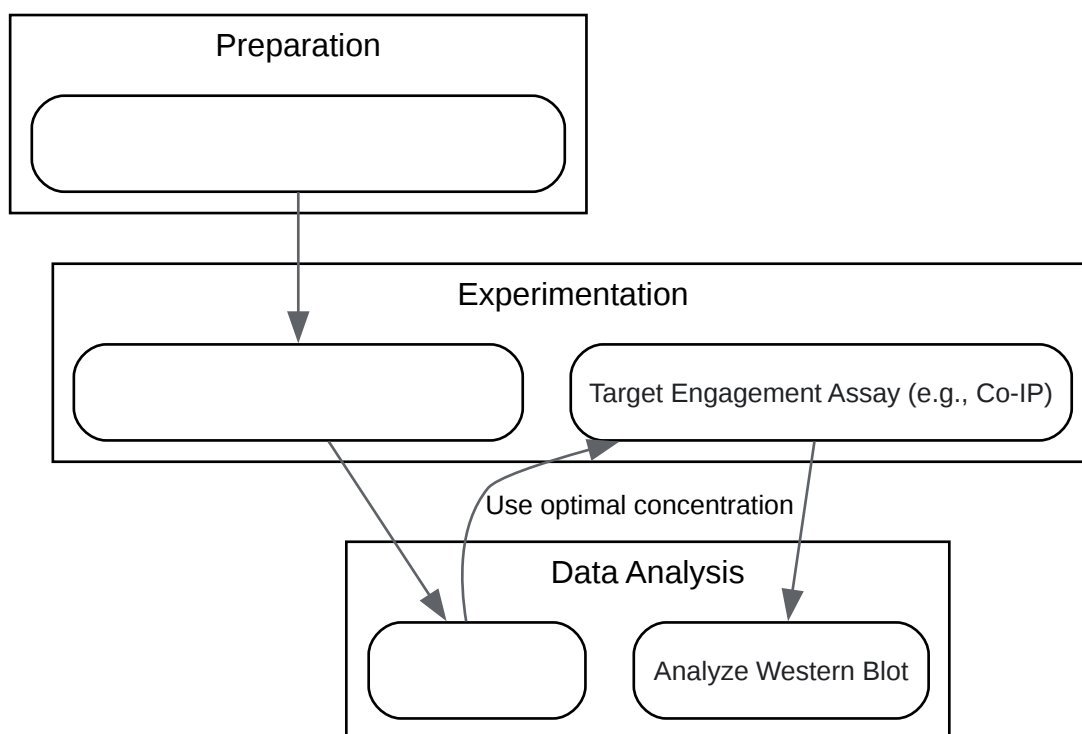 Preparation
Experimentation
Target Engagement Assay (e.g., Co-IP)
Use optimal concentration
Data Analysis
Analyze Western Blot